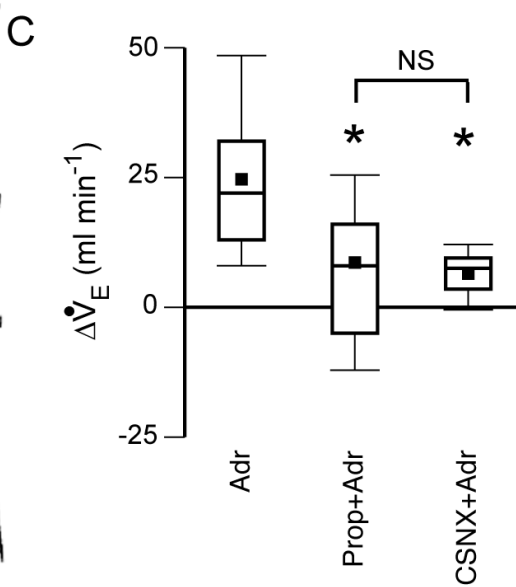 C
50
25
0
-25
ΔV̇E (ml min-1)
NS
* *
Adr
Prop+Adr
CSNX+Adr